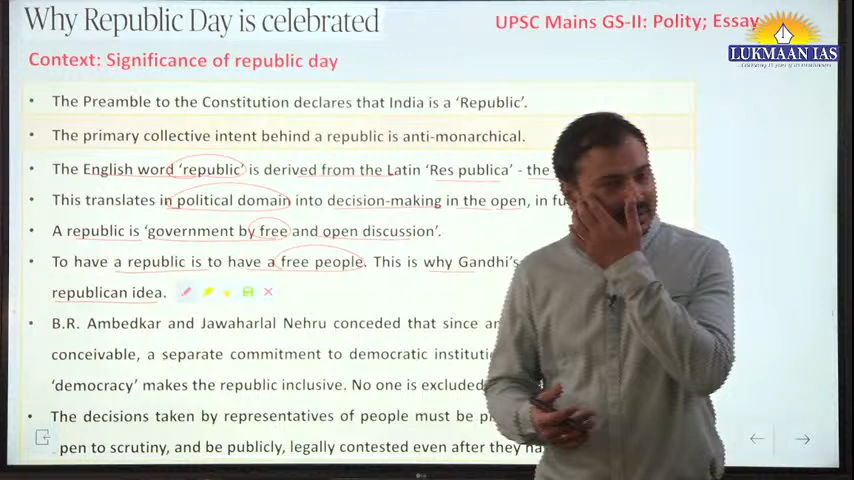 Why Republic Day is celebrated
UPSC Mains GS-II: Polity; Essay
LUKMAAN IAS
Context: Significance of republic day
• The Preamble to the Constitution declares that India is a 'Republic'.
• The primary collective intent behind a republic is anti-monarchical.
• The English word 'republic' is derived from the Latin 'Res publica' - the
• This translates in political domain into decision-making in the open, in
• A republic is 'government by free and open discussion'.
• To have a republic is to have a free people. This is why Gandhi's
republican idea.
• B.R. Ambedkar and Jawaharlal Nehru conceded that since
conceivable, a separate commitment to democratic
'democracy' makes the republic inclusive. No one is excluded
• The decisions taken by representatives of people must be
pen to scrutiny, and be publicly, legally contested even after they